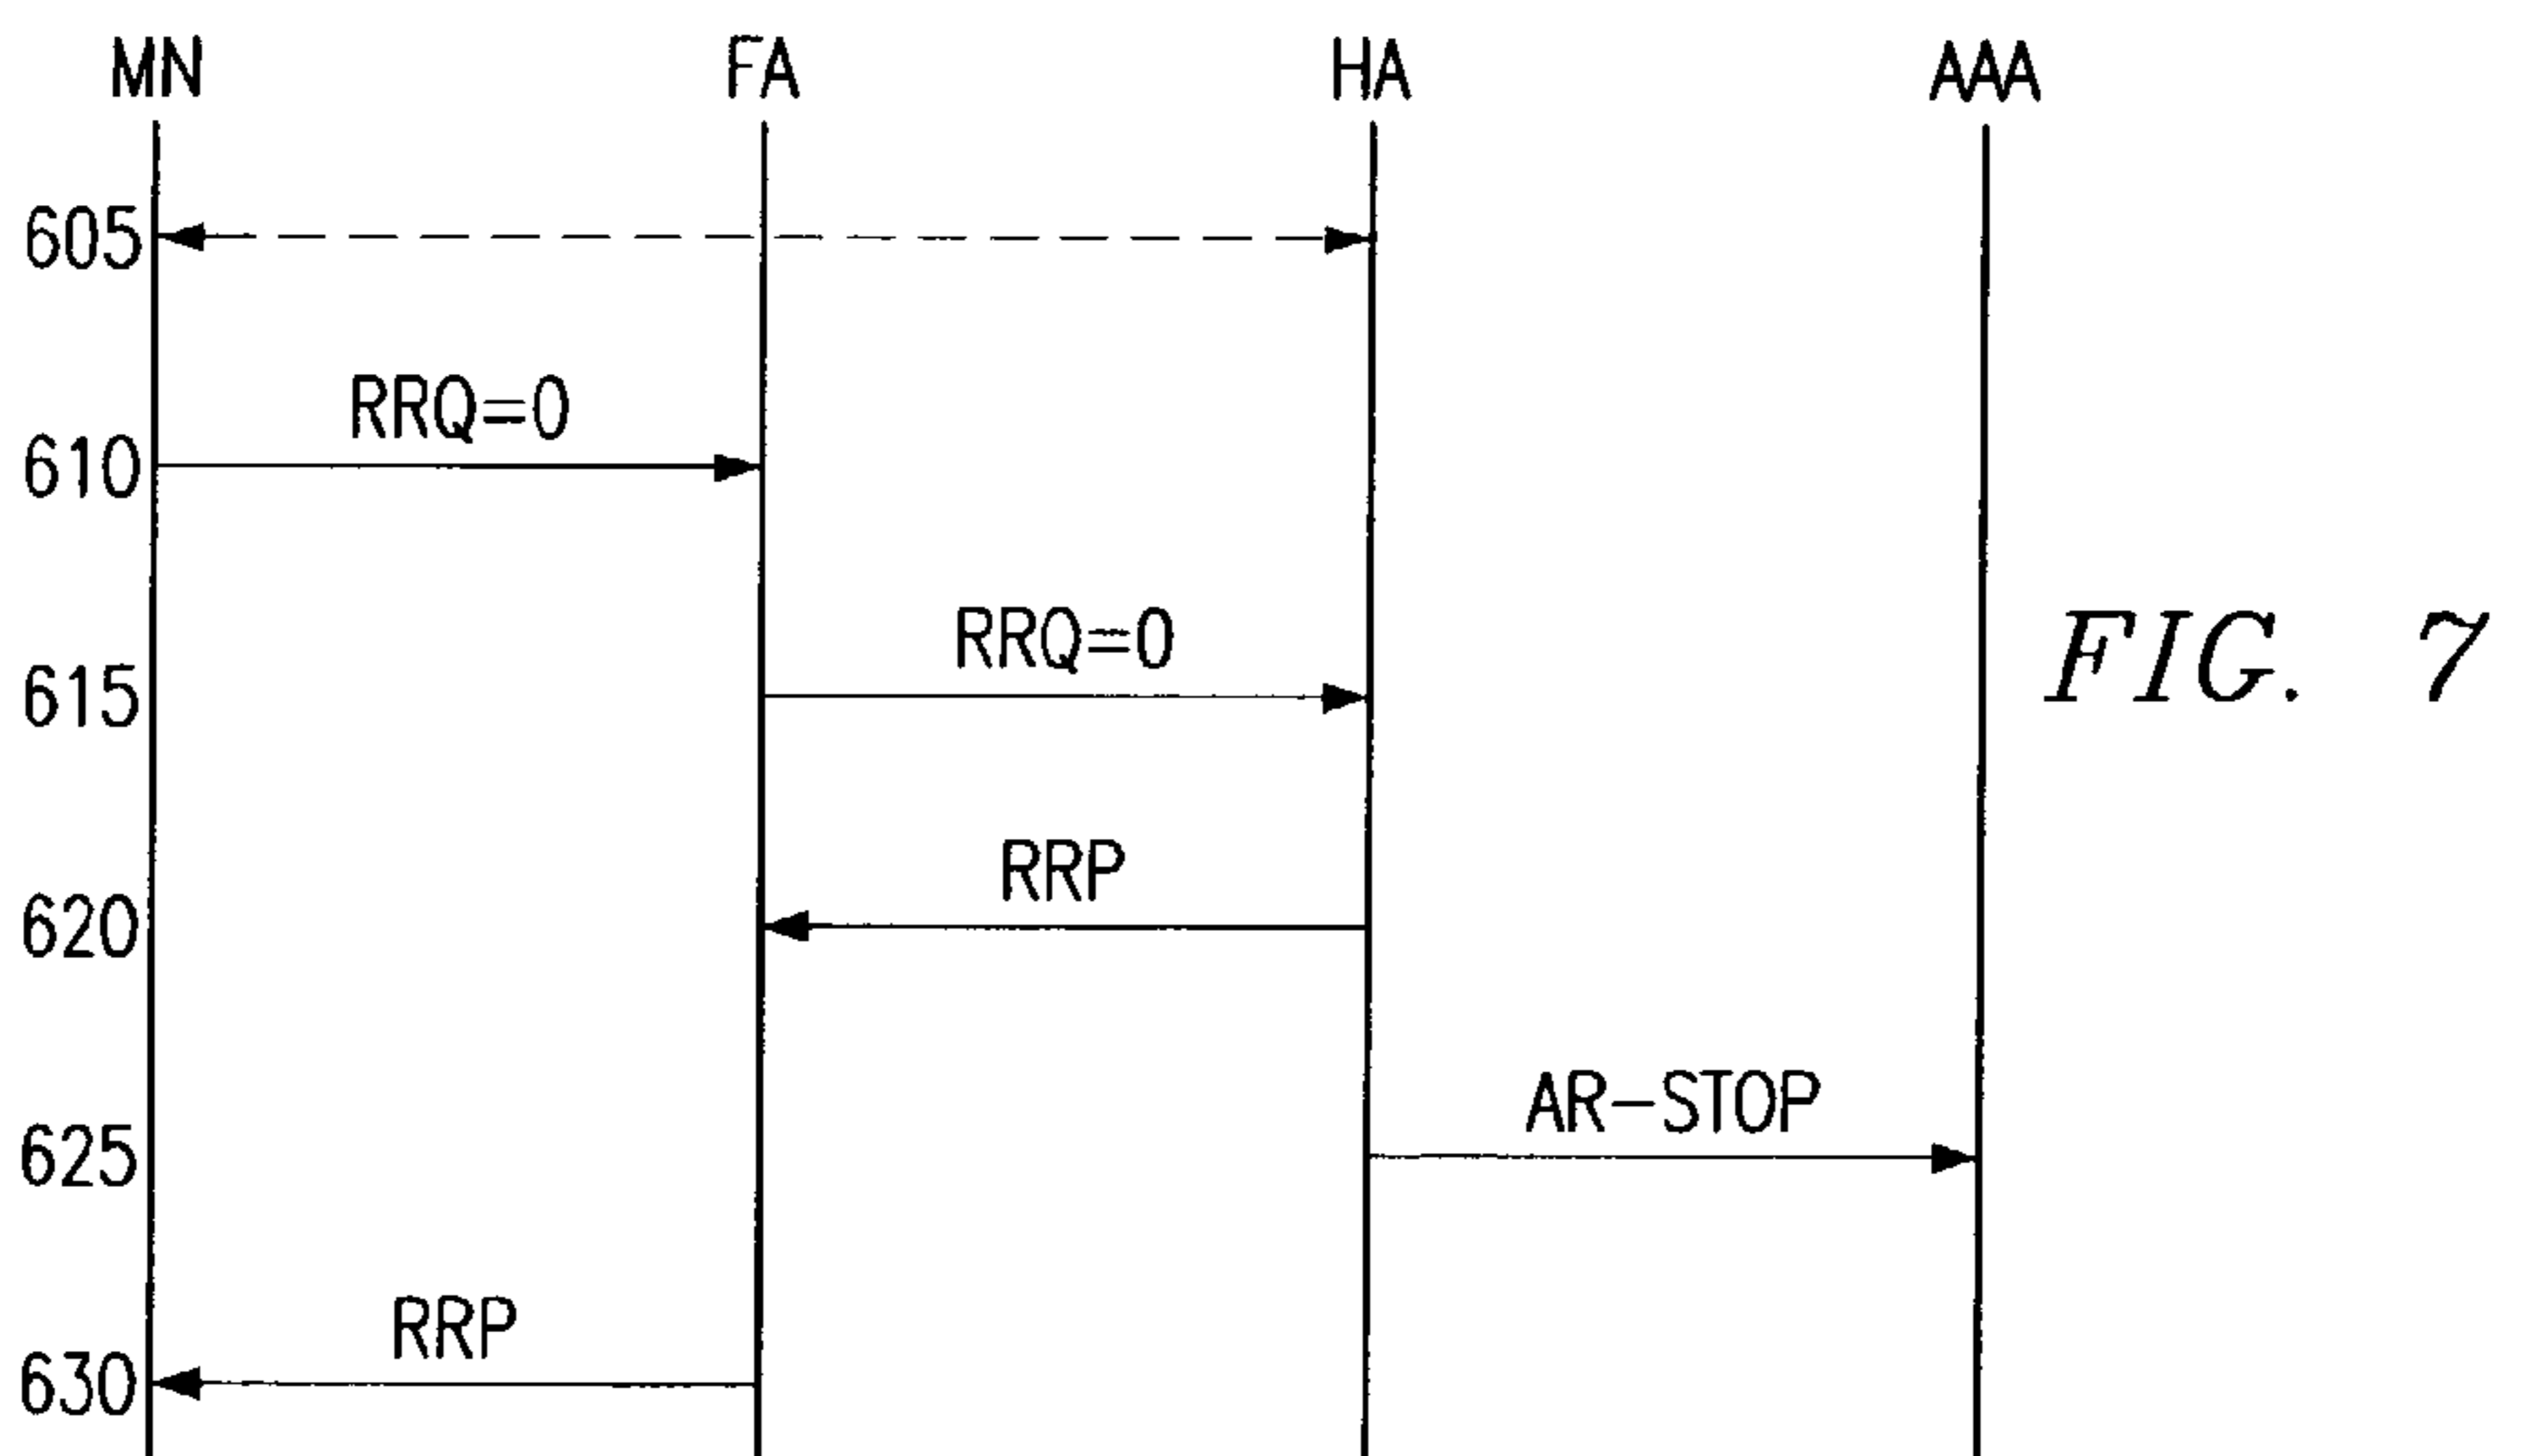 MN FA HA AAA
605
RRQ=0
610
RRQ=0
615
RRP
620
AR-STOP
625
RRP
630
FIG. 7